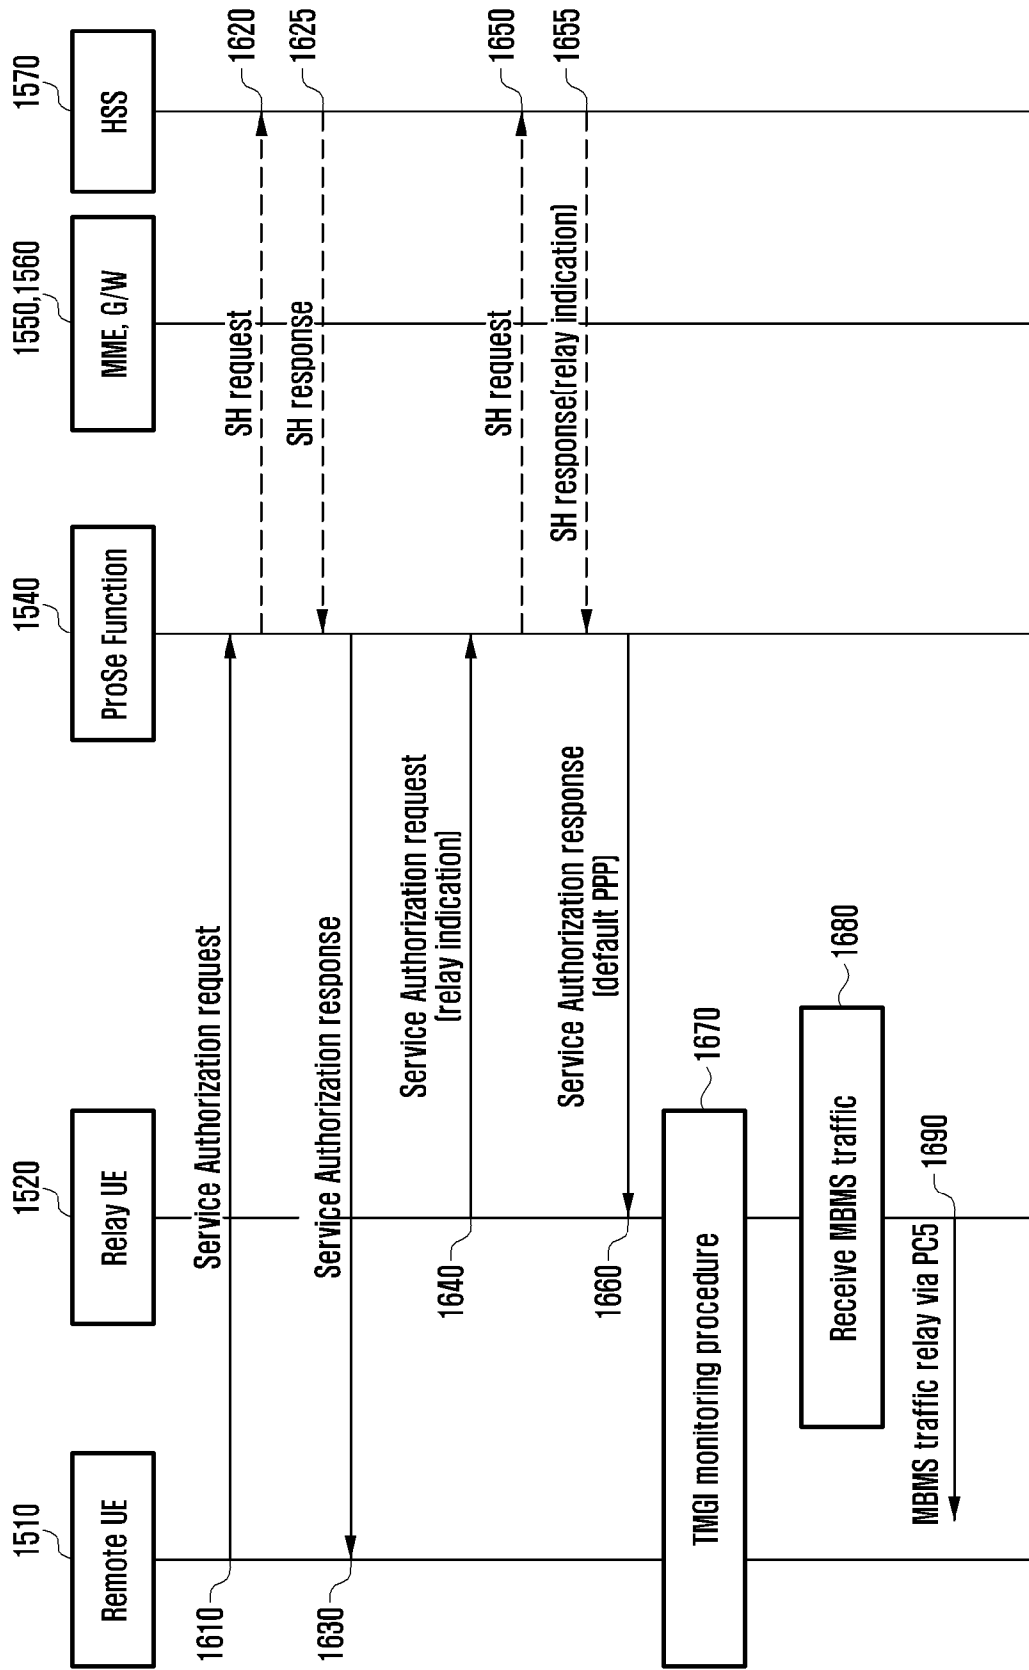 1510
Remote UE
1520
Relay UE
1540
ProSe Function
1550,1560
MME, G/W
1570
HSS
1610
Service Authorization request
SH request
1620
SH response
1625
Service Authorization response
1630
Service Authorization request
(relay indication)
1640
SH request
1650
SH response(relay indication)
1655
Service Authorization response
(default PPP)
1660
TMGI monitoring procedure
1670
Receive MBMS traffic
1680
MBMS traffic relay via PC5
1690